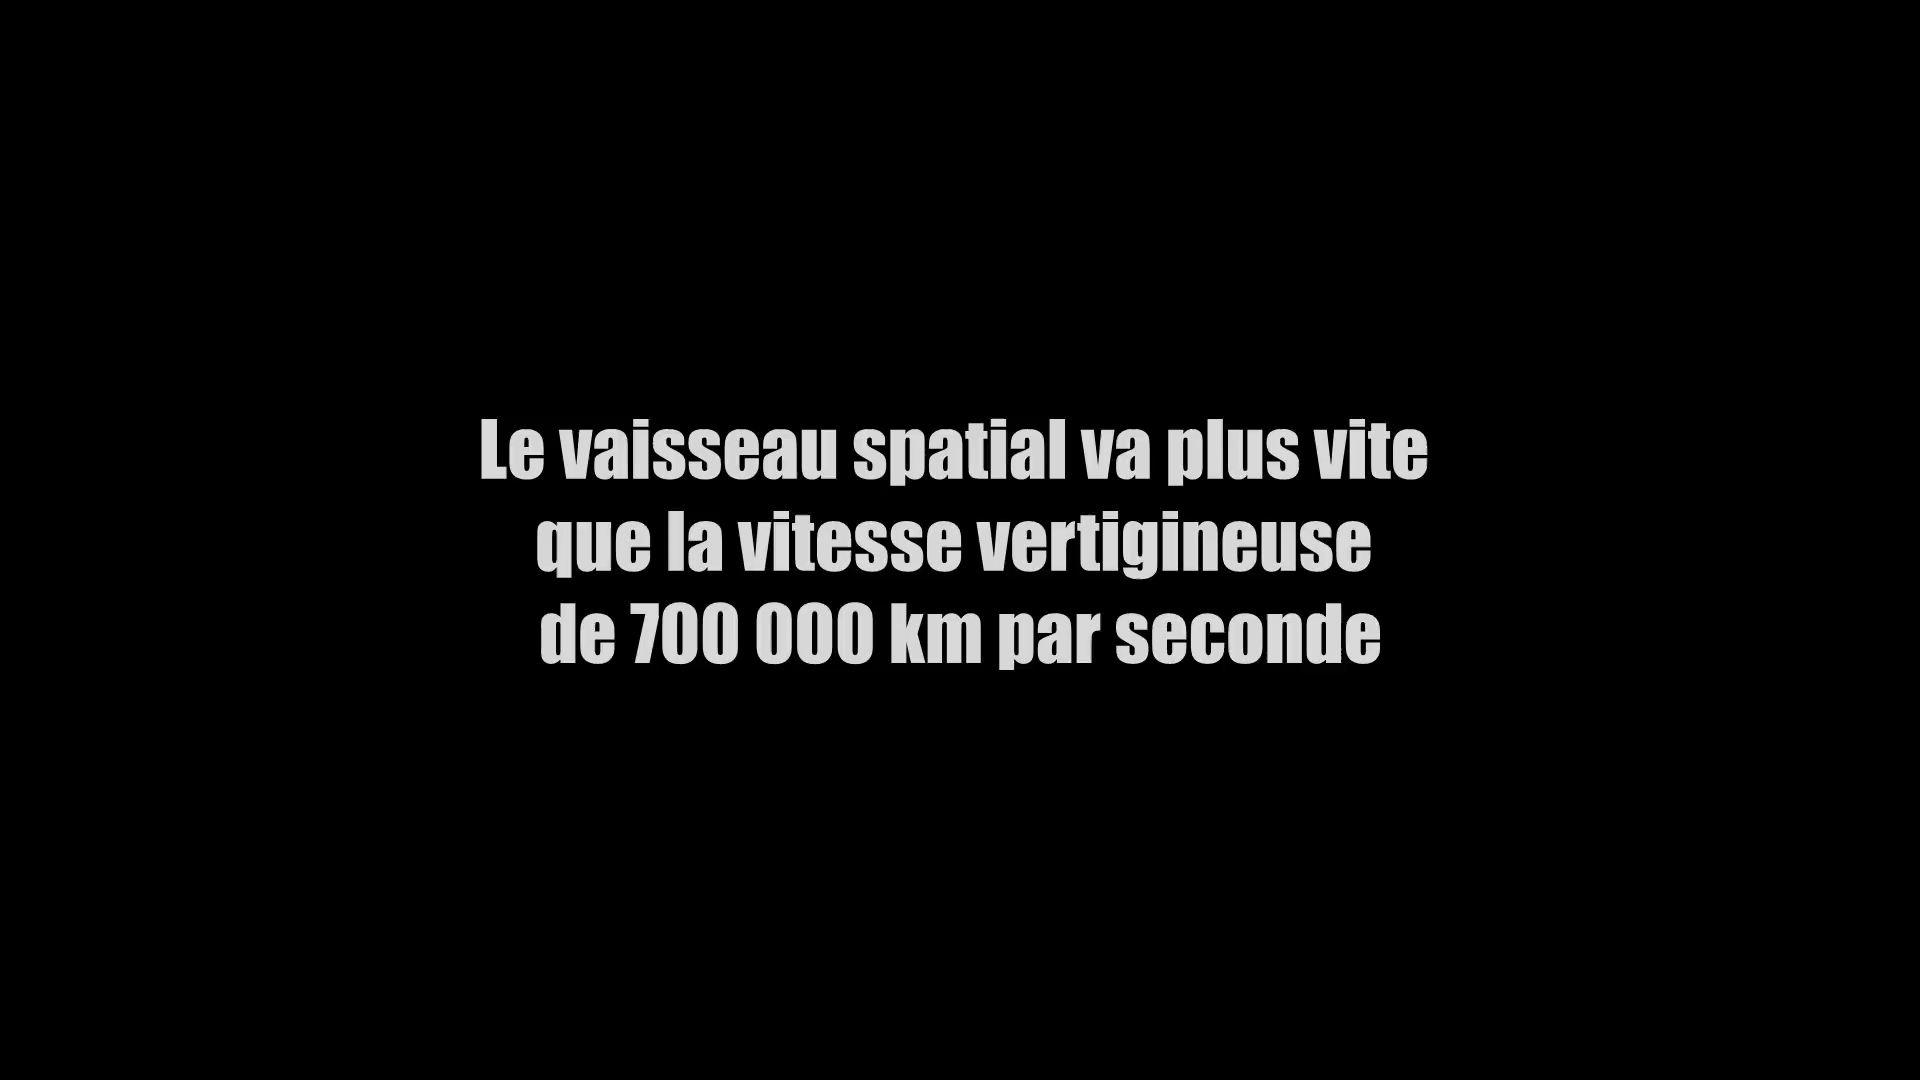 Le vaisseau spatial va plus vite
que la vitesse vertigineuse
de 700 000 km par seconde